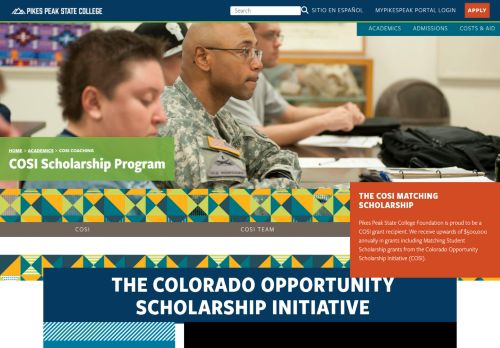 PIKES PEAK STATE COLLEGE
Search
SITIO EN ESPAÑOL
MYPIKESPEAK PORTAL LOGIN
APPLY
ACADEMICS
ADMISSIONS
COSTS & AID
HOME > ACADEMICS > COSI COACHING
COSI Scholarship Program
THE COSI MATCHING
SCHOLARSHIP
Pikes Peak State College Foundation is proud to be a
COSI grant recipient. We receive upwards of $500,000
annually in grants including Matching Student
Scholarship grants from the Colorado Opportunity
Scholarship Initiative (COSI).
COSI
COSI TEAM
THE COLORADO OPPORTUNITY
SCHOLARSHIP INITIATIVE